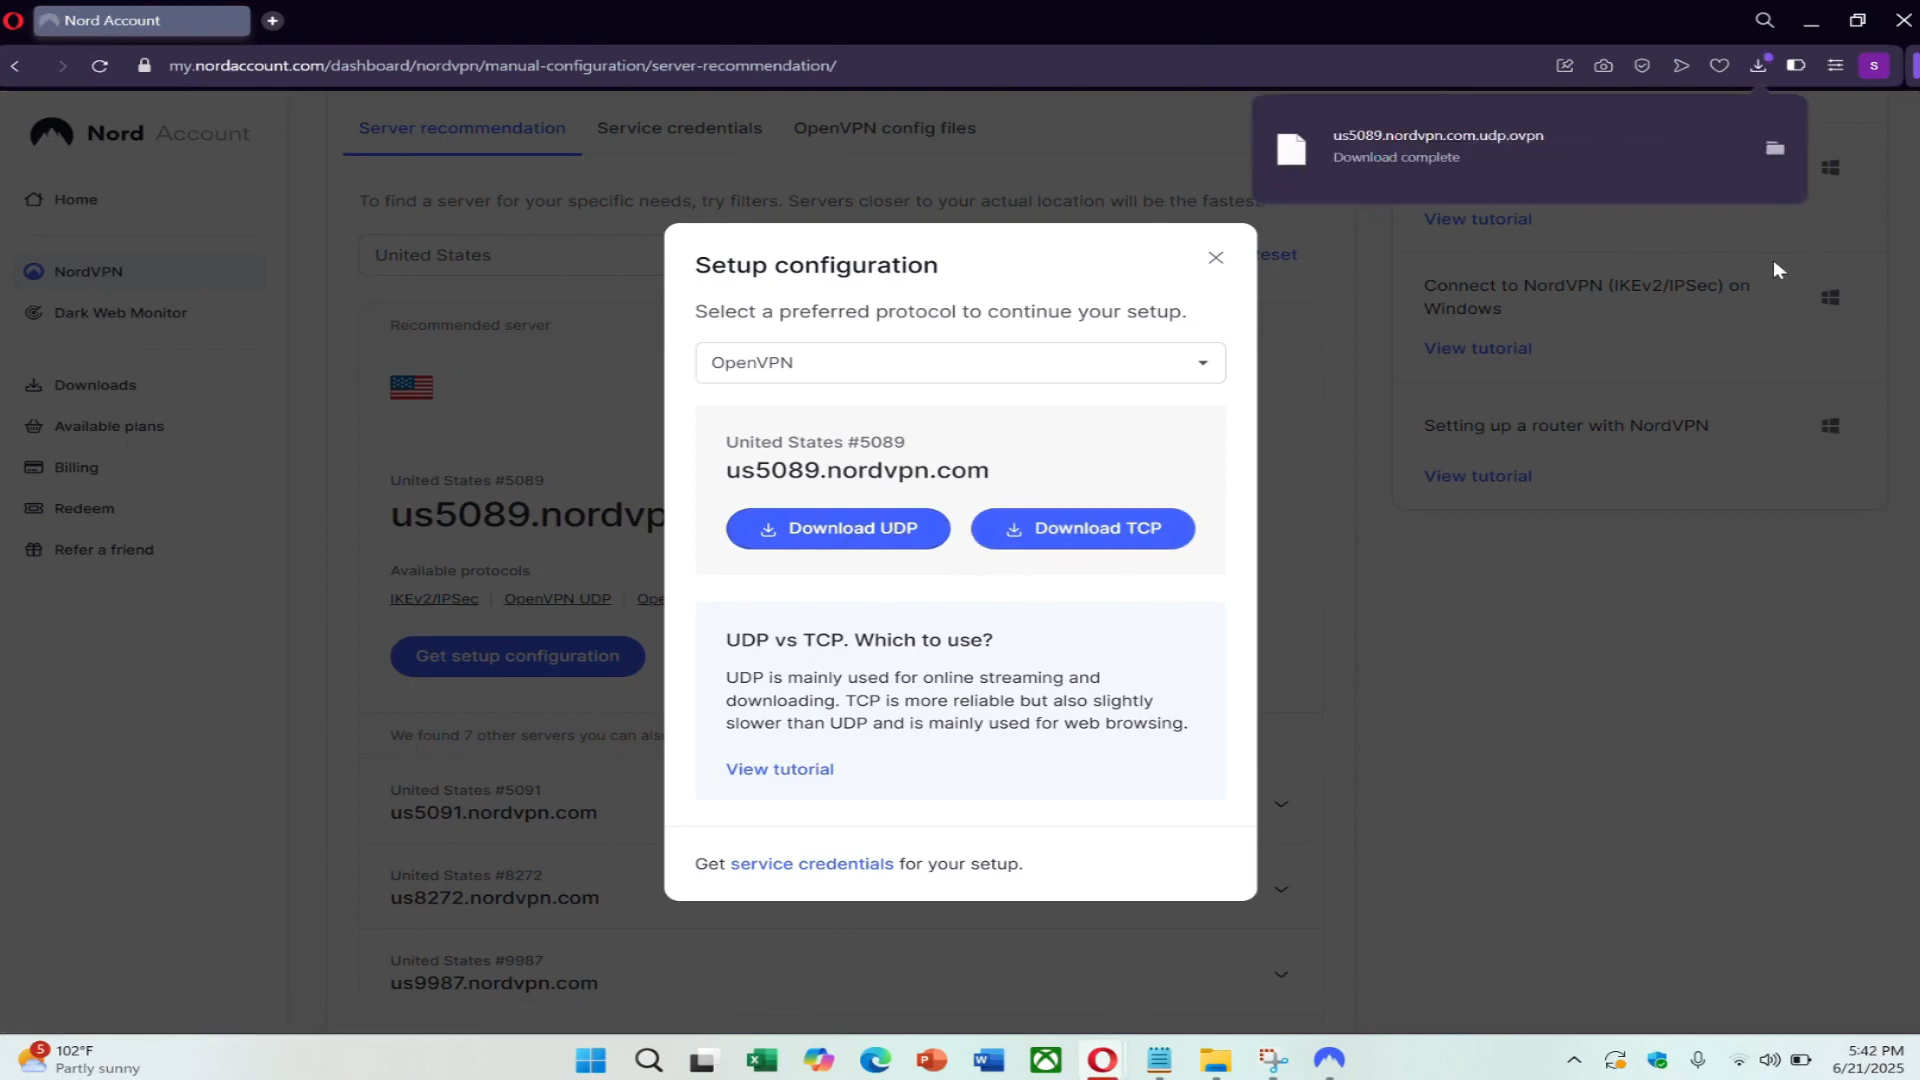 Nord Account
my.nordaccount.com/dashboard/nordvpn/manual-configuration/server-recommendation/
S
us5089.nordvpn.com.udp.ovpn
Download complete
Nord Account
Home
NordVPN
Dark Web Monitor
Downloads
Available plans
Billing
Redeem
Refer a friend
Server recommendation
Service credentials
OpenVPN config files
To find a server for your specific needs, try filters. Servers closer to your actual location will be the fastest.
United States
Recommended server
United States #5089
us5089.nordvp
Available protocols
IKEv2/IPSec
OpenVPN UDP
Ope
Get setup configuration
We found 7 other servers you can als
United States #5091
us5091.nordvpn.com
United States #8272
us8272.nordvpn.com
United States #9987
us9987.nordvpn.com
Setup configuration
Select a preferred protocol to continue your setup.
OpenVPN
United States #5089
us5089.nordvpn.com
Download UDP
Download TCP
UDP vs TCP. Which to use?
UDP is mainly used for online streaming and
downloading. TCP is more reliable but also slightly
slower than UDP and is mainly used for web browsing.
View tutorial
Get service credentials for your setup.
eset
View tutorial
Connect to NordVPN (IKEv2/IPSec) on
Windows
View tutorial
Setting up a router with NordVPN
View tutorial
5
102°F
Partly sunny
5:42 PM
6/21/2025